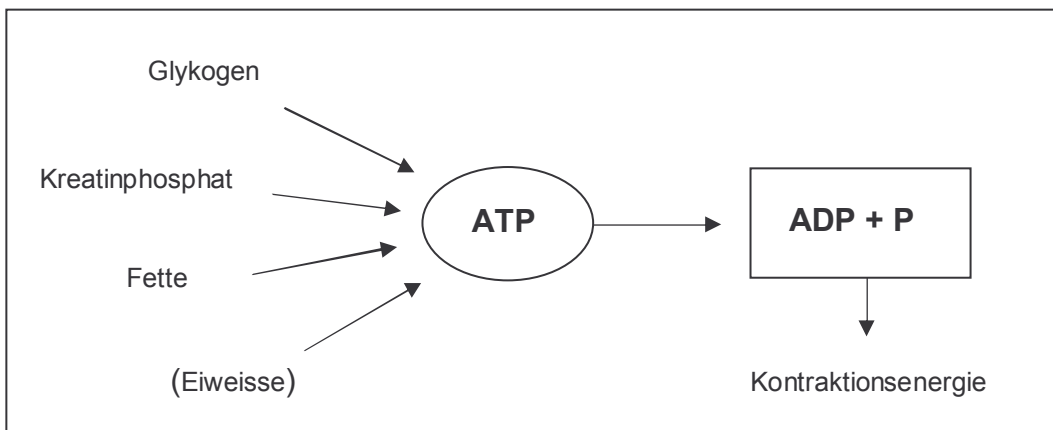 Glykogen
Kreatinphosphat
Fette
(Eiweisse)
ATP
ADP + P
Kontraktionsenergie